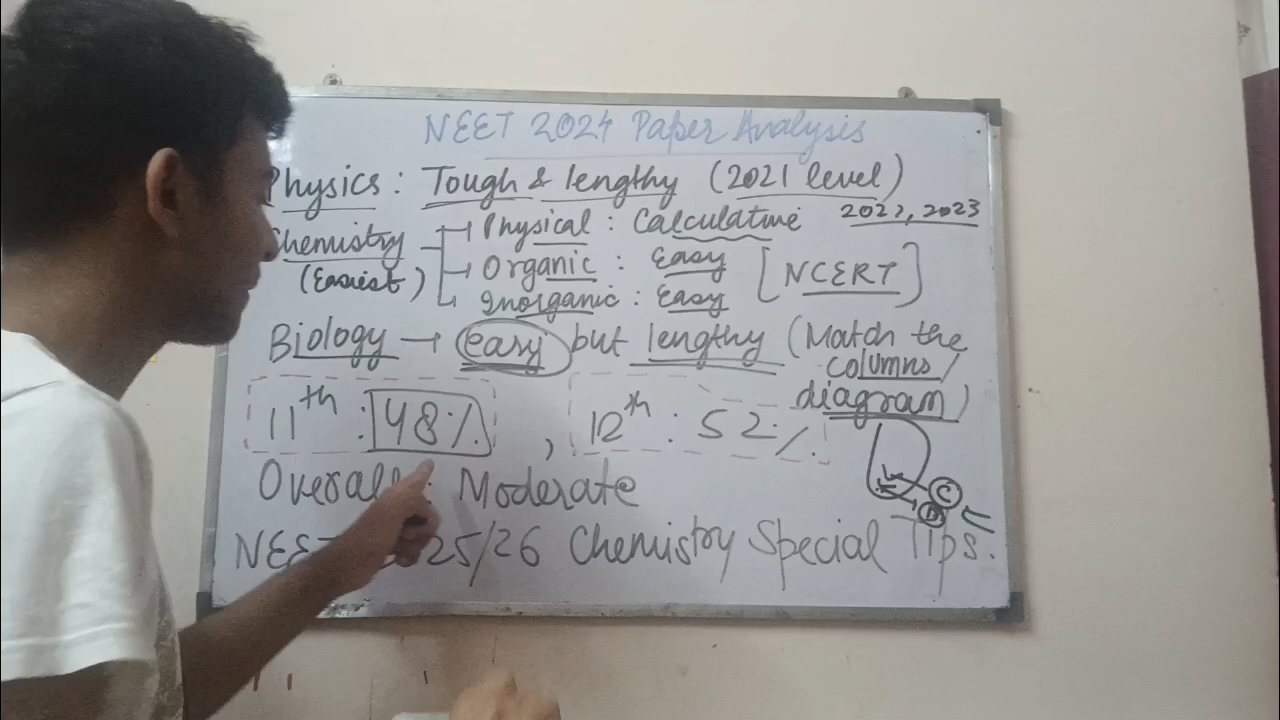 NEET 2024 Paper Analysis
Physics : Tough & lengthy (2021 level)
2022, 2023
Chemistry
(Easiest)
Physical : Calculative
Organic : Easy
Inorganic : Easy
[NCERT]
Biology → easy but lengthy (Match the
columns/
diagram)
11th : 48%, 12th : 52%
C
D
Overall : Moderate
NEET 25/26 Chemistry Special Tips.